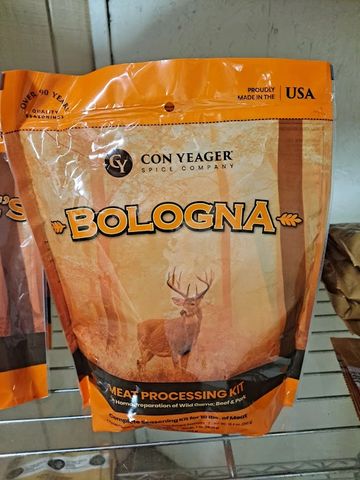 OVER 90 YEARS
QUALITY
SEASONINGS
PROUDLY
MADE IN THE
USA
CY
CON YEAGER
SPICE COMPANY
BOLOGNA
'S
MEAT PROCESSING KIT
Home Preparation of Wild Game, Beef & Pork
Complete Seasoning Kit for 10 lbs. of Meat